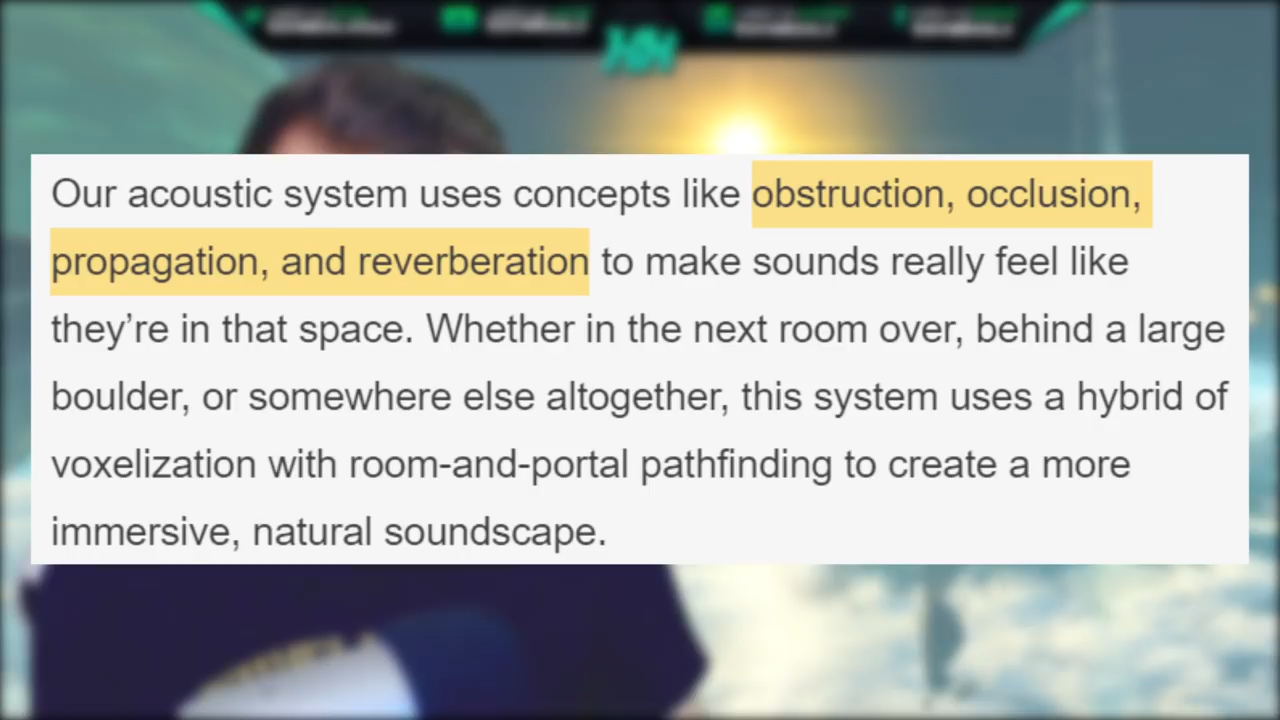 Our acoustic system uses concepts like obstruction, occlusion,
propagation, and reverberation to make sounds really feel like
they’re in that space. Whether in the next room over, behind a large
boulder, or somewhere else altogether, this system uses a hybrid of
voxelization with room-and-portal pathfinding to create a more
immersive, natural soundscape.